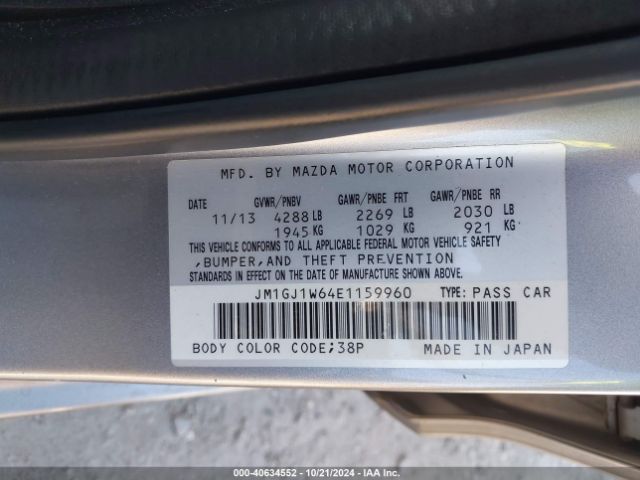 MFD. BY MAZDA MOTOR CORPORATION
DATE GVWR/PNBV GAWR/PNBE FRT GAWR/PNBE RR
11/13 4288 LB 2269 LB 2030 LB
1945 KG 1029 KG 921 KG
THIS VEHICLE CONFORMS TO ALL APPLICABLE FEDERAL MOTOR VEHICLE SAFETY
,BUMPER,AND THEFT PREVENTION
STANDARDS IN EFFECT ON THE DATE OF MANUFACTURE SHOWN ABOVE.
JM1GJ1W64E1159960 TYPE: PASS CAR
BODY COLOR CODE;38P MADE IN JAPAN
000-40634552 - 10/21/2024 - IAA Inc.